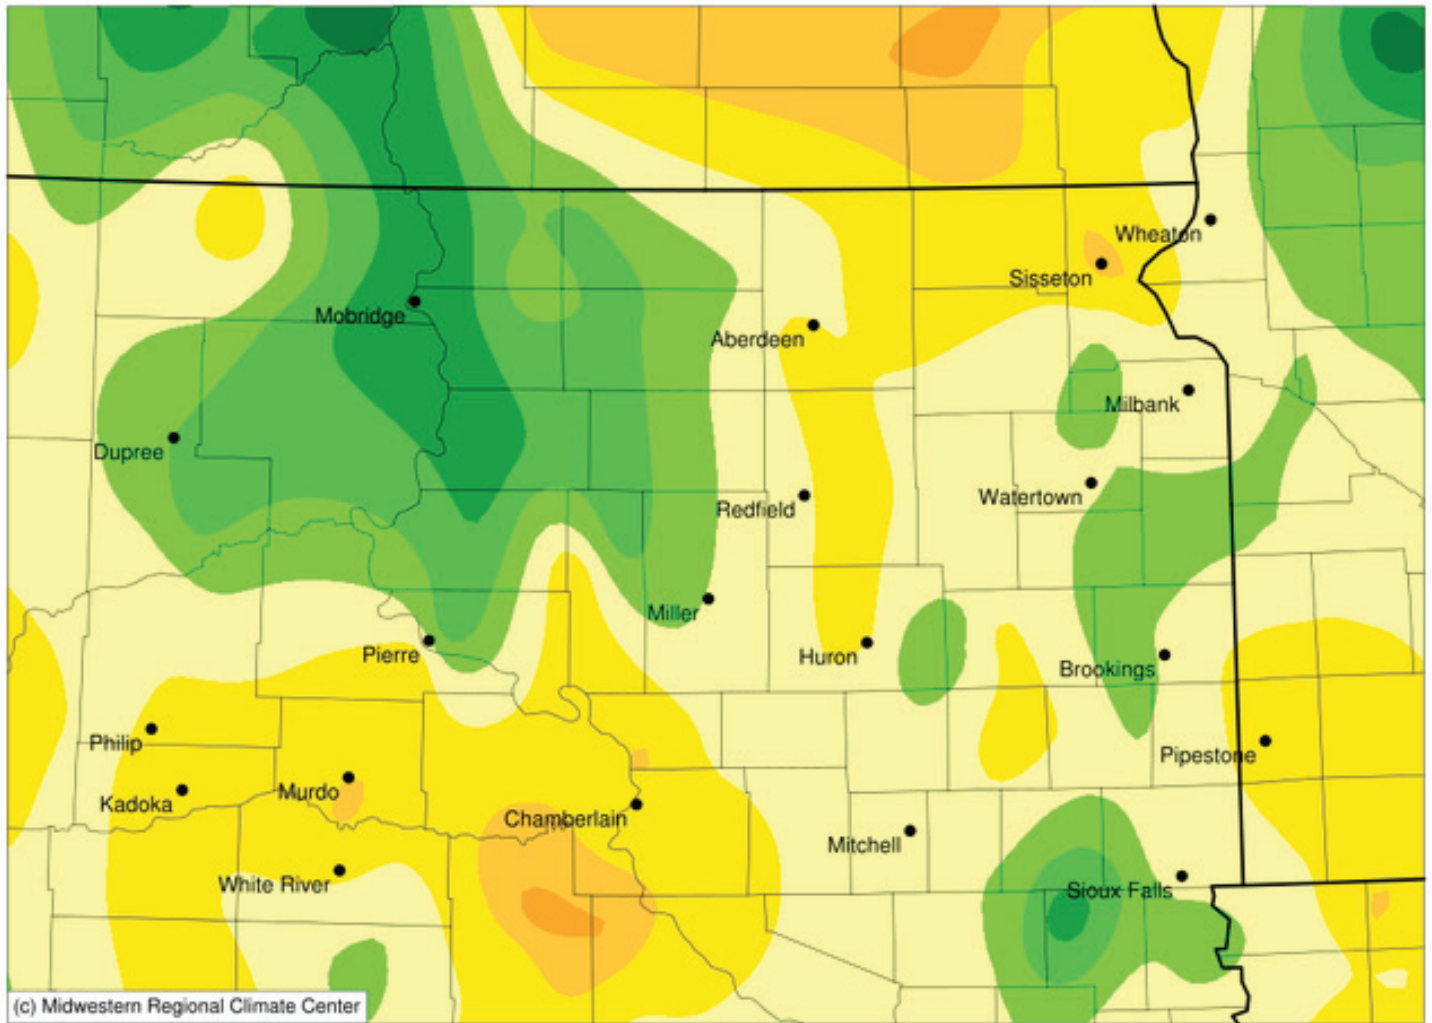 Wheaton
Sisseton
Mobridge
Aberdeen
Milbank
Dupree
Watertown
Redfield
Miller
Pierre
Huron
Brookings
Philip
Pipestone
Kadoka
Murdo
Chamberlain
Mitchell
White River
Sioux Falls
(c) Midwestern Regional Climate Center